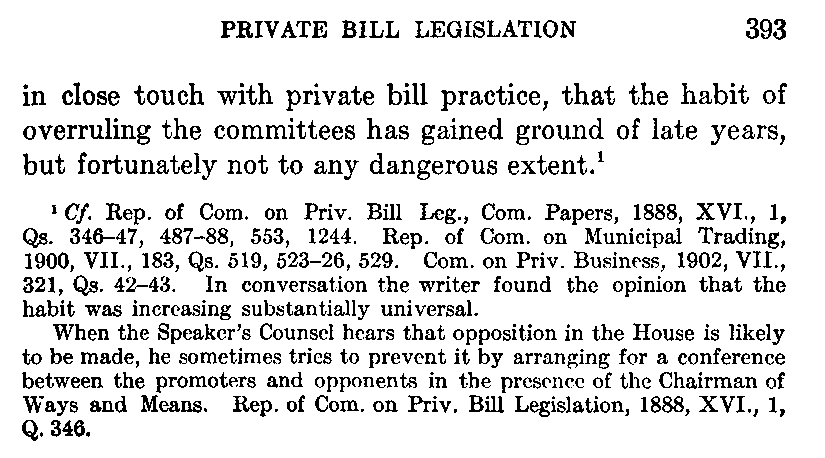 PRIVATE BILL LEGISLATION 393
in close touch with private bill practice, that the habit of
overruling the committees has gained ground of late years,
but fortunately not to any dangerous extent.¹
¹ Cf. Rep. of Com. on Priv. Bill Leg., Com. Papers, 1888, XVI., 1,
Qs. 346–47, 487–88, 553, 1244. Rep. of Com. on Municipal Trading,
1900, VII., 183, Qs. 519, 523–26, 529. Com. on Priv. Business, 1902, VII.,
321, Qs. 42–43. In conversation the writer found the opinion that the
habit was increasing substantially universal.
When the Speaker's Counsel hears that opposition in the House is likely
to be made, he sometimes tries to prevent it by arranging for a conference
between the promoters and opponents in the presence of the Chairman of
Ways and Means. Rep. of Com. on Priv. Bill Legislation, 1888, XVI., 1,
Q. 346.